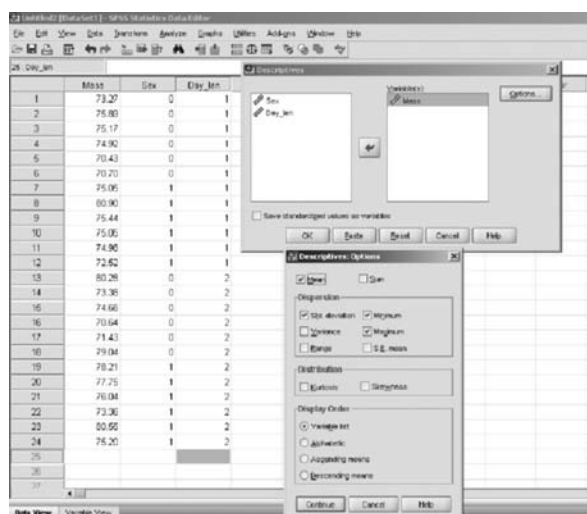 Untitled2 [DataSet1] - SPSS Statistics Data Editor
File Edit View Data Transform Analyze Graphs Utilities Add-ons Window Help
25 : Day_len
Mass Sex Day_len
1 73.27 0 1
2 75.80 0 1
3 75.17 0 1
4 74.90 0 1
5 70.43 0 1
6 70.70 0 1
7 75.05 1 1
8 80.90 1 1
9 75.44 1 1
10 75.05 1 1
11 74.96 1 1
12 72.52 1 1
13 80.28 0 2
14 73.38 0 2
15 74.66 0 2
16 70.64 0 2
17 71.43 0 2
18 79.04 0 2
19 78.21 1 2
20 77.75 1 2
21 76.04 1 2
22 73.36 1 2
23 80.56 1 2
24 75.20 1 2
25
26
27
Data View Variable View
Descriptives
Variable(s):
Sex
Day_len
Mass
Options...
Save standardized values as variables
OK Paste Reset Cancel Help
Descriptives: Options
Mean Sum
Dispersion
Std. deviation Minimum
Variance Maximum
Range S.E. mean
Distribution
Kurtosis Skewness
Display Order
Variable list
Alphabetic
Ascending means
Descending means
Continue Cancel Help